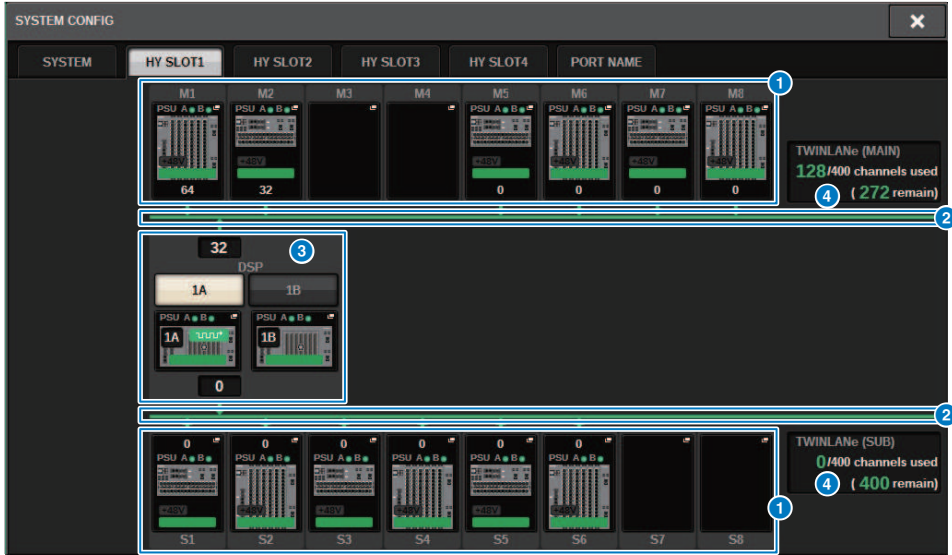 SYSTEM CONFIG
SYSTEM HY SLOT1 HY SLOT2 HY SLOT3 HY SLOT4 PORT NAME
1
M1 M2 M3 M4 M5 M6 M7 M8
PSU A B PSU A B PSU A B PSU A B PSU A B PSU A B
+48V +48V +48V +48V +48V +48V
64 32 0 0 0 0
TWINLANe (MAIN)
128/400 channels used
4 ( 272 remain)
2
32
3
DSP
1A 1B
PSU A B PSU A B
1A 1B
0
2
0 0 0 0 0 0
PSU A B PSU A B PSU A B PSU A B PSU A B PSU A B
+48V +48V +48V +48V +48V +48V
S1 S2 S3 S4 S5 S6 S7 S8
TWINLANe (SUB)
0/400 channels used
4 ( 400 remain)
1